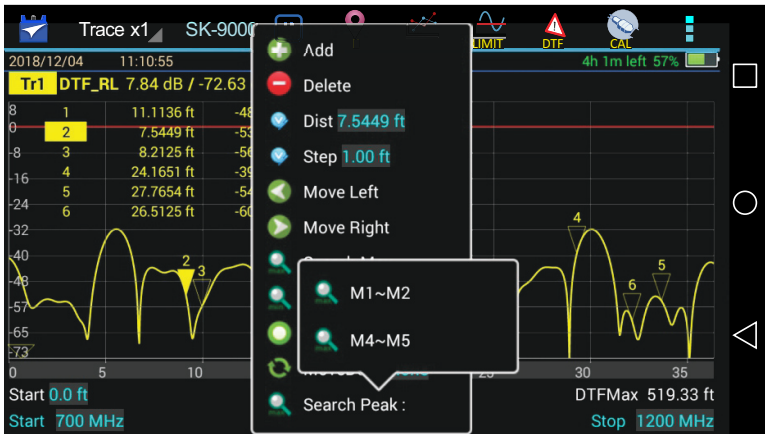 Trace x1 SK-9000 LIMIT DTF CAL
2018/12/04 11:10:55 4h 1m left 57%
Tr1 DTF_RL 7.84 dB / -72.63
1 11.1136 ft -48
2 7.5449 ft -53
3 8.2125 ft -56
4 24.1651 ft -39
5 27.7654 ft -54
6 26.5125 ft -60
8
0
-8
-16
-24
-32
-40
-48
-57
-65
-73
2 3 4 5 6
0 5 10 25 30 35
Start 0.0 ft DTFMax 519.33 ft
Start 700 MHz Stop 1200 MHz
Add
Delete
Dist 7.5449 ft
Step 1.00 ft
Move Left
Move Right
M1~M2
M4~M5
Search Peak :